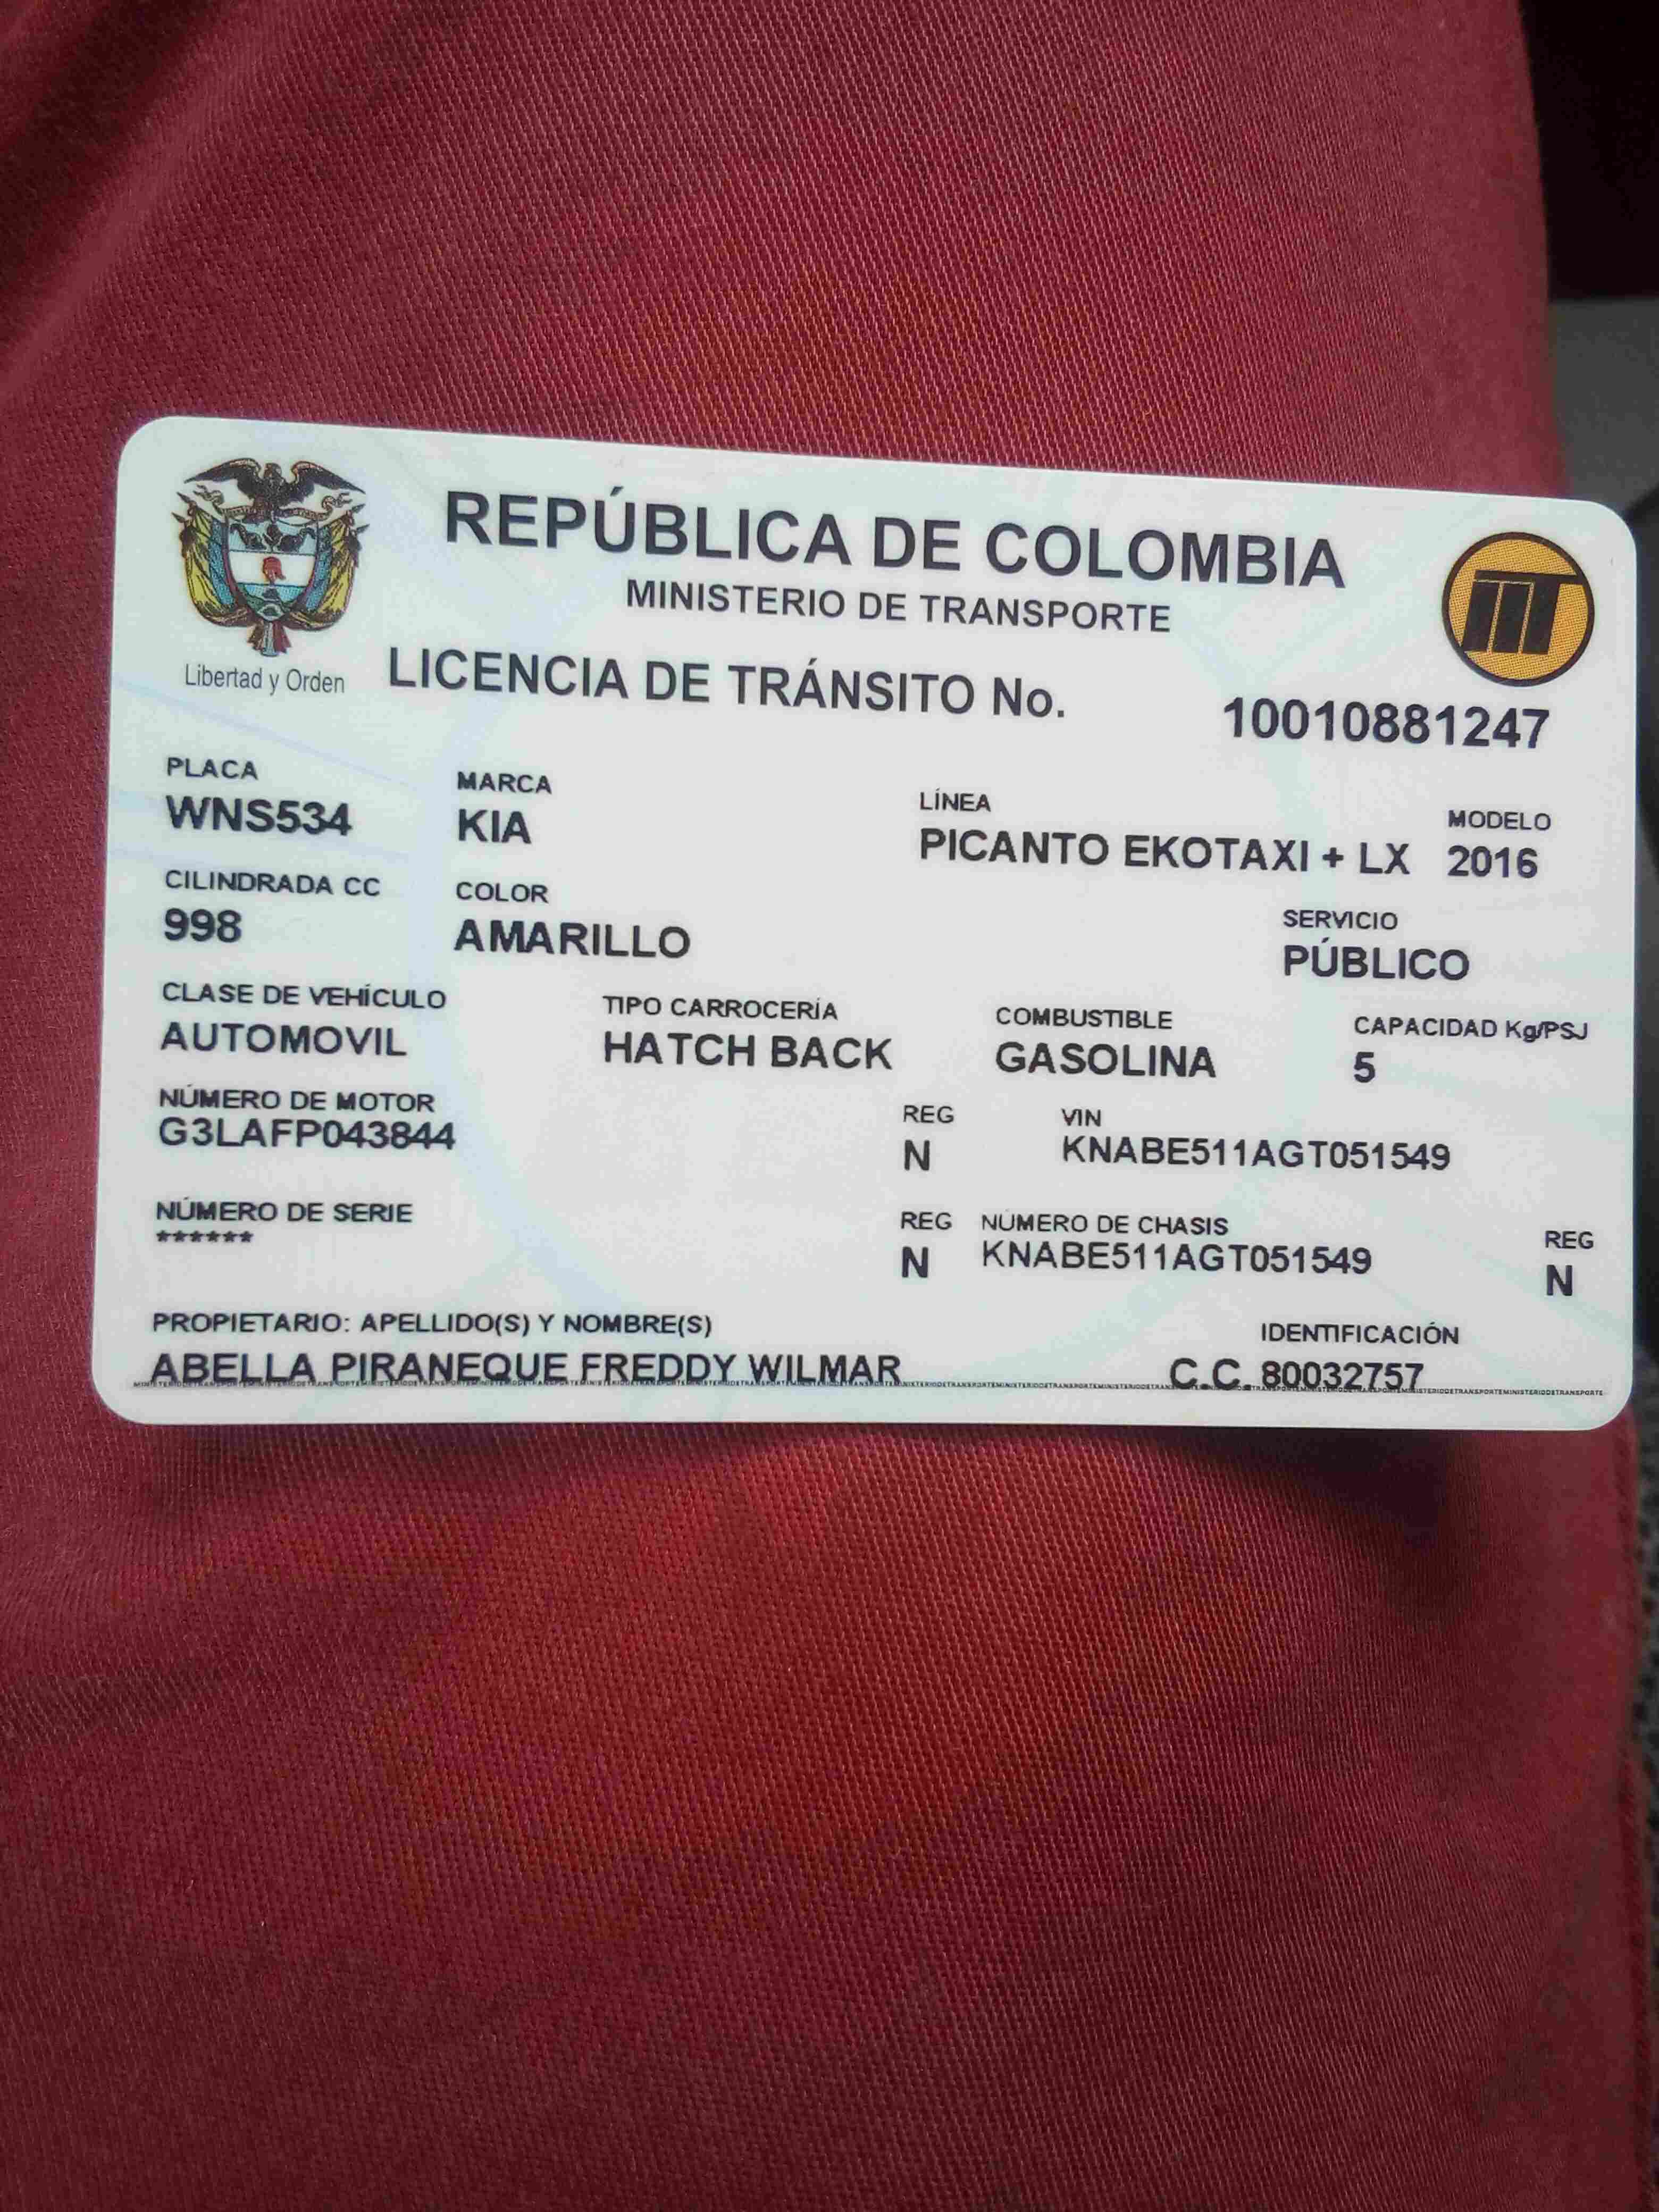 REPÚBLICA DE COLOMBIA
MINISTERIO DE TRANSPORTE
Libertad y Orden
LICENCIA DE TRÁNSITO No. 10010881247
PLACA MARCA LÍNEA MODELO
WNS534 KIA PICANTO EKOTAXI + LX 2016
CILINDRADA CC COLOR SERVICIO
998 AMARILLO PÚBLICO
CLASE DE VEHÍCULO TIPO CARROCERÍA COMBUSTIBLE CAPACIDAD Kg/PSJ
AUTOMOVIL HATCH BACK GASOLINA 5
NÚMERO DE MOTOR REG VIN
G3LAFP043844 N KNABE511AGT051549
NÚMERO DE SERIE REG NÚMERO DE CHASIS REG
****** N KNABE511AGT051549 N
PROPIETARIO: APELLIDO(S) Y NOMBRE(S) IDENTIFICACIÓN
ABELLA PIRANEQUE FREDDY WILMAR C.C. 80032757